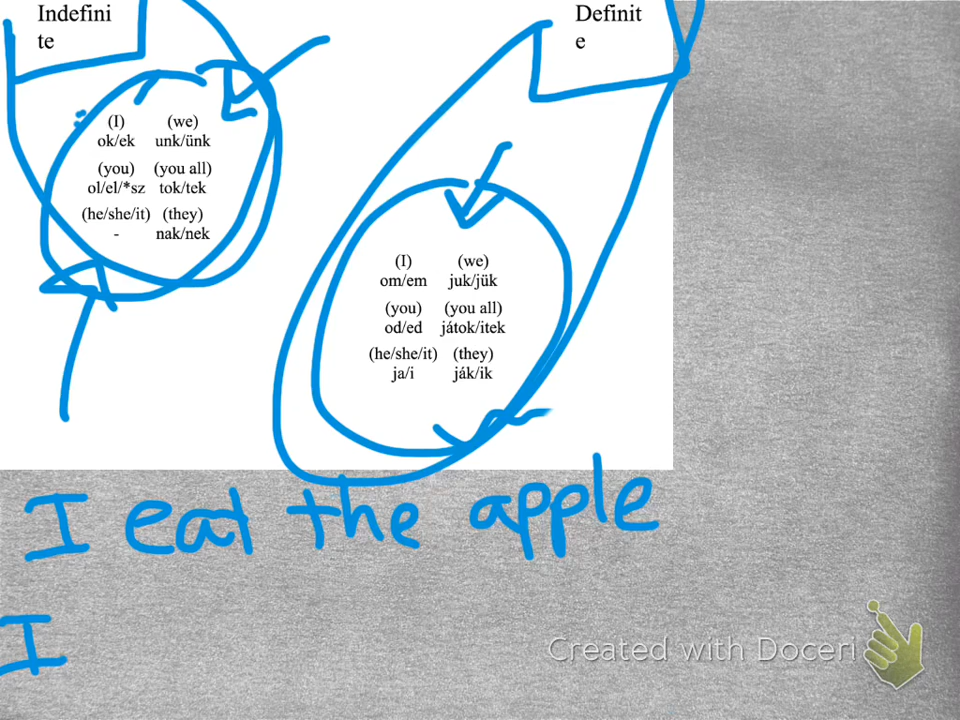 Indefini
te
(I) (we)
ok/ek unk/ünk
(you) (you all)
ol/el/*sz tok/tek
(he/she/it) (they)
- nak/nek
Definit
e
(I) (we)
om/em juk/jük
(you) (you all)
od/ed játok/itek
(he/she/it) (they)
ja/i ják/ik
I eat the apple
I
Created with Doceri